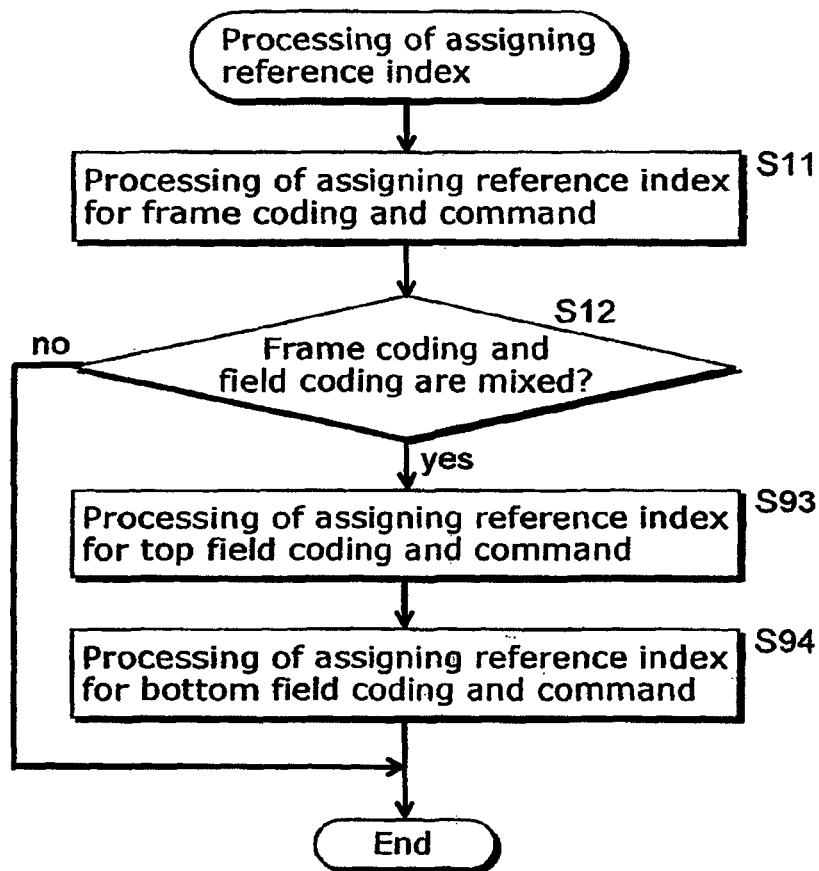 Processing of assigning
reference index
S11
Processing of assigning reference index
for frame coding and command
S12
Frame coding and
field coding are mixed?
no
yes
S93
Processing of assigning reference index
for top field coding and command
S94
Processing of assigning reference index
for bottom field coding and command
End